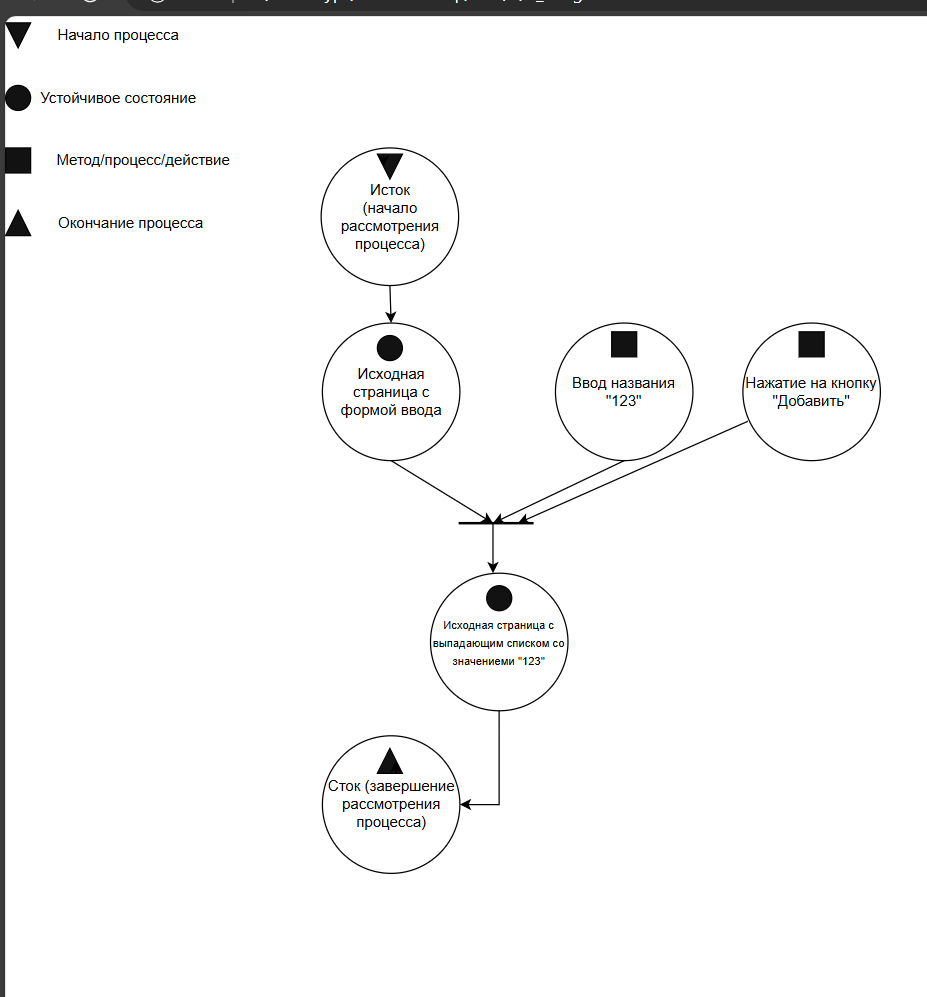 Начало процесса
Устойчивое состояние
Метод/процесс/действие
Окончание процесса
Исток
(начало
рассмотрения
процесса)
Исходная
страница с
формой ввода
Ввод названия
"123"
Нажатие на кнопку
"Добавить"
Исходная страница с
выпадающим списком со
значениеми "123"
Сток (завершение
рассмотрения
процесса)